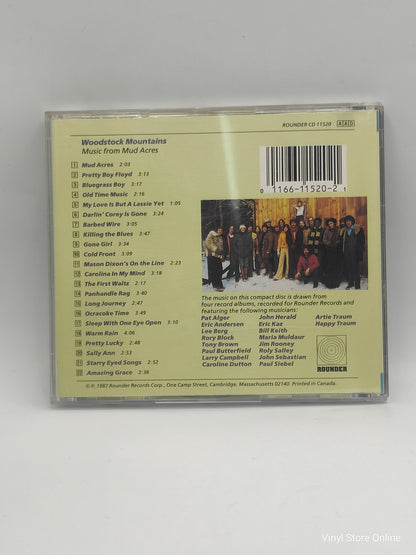 ROUNDER CD 11520 AAD
Woodstock Mountains
Music from Mud Acres
1 Mud Acres 2:03
2 Pretty Boy Floyd 3:13
3 Bluegrass Boy 3:17
4 Old Time Music 2:16
5 My Love Is But A Lassie Yet 1:05
6 Darlin' Corey Is Gone 3:24
7 Barbed Wire 3:05
8 Killing the Blues 3:47
9 Gone Girl 3:34
10 Cold Front 3:09
11 Mason Dixon's On the Line 2:23
12 Carolina In My Mind 3:18
13 The First Waltz 2:17
14 Panhandle Rag 2:41
15 Long Journey 2:47
16 Ocracoke Time 3:49
17 Sleep With One Eye Open 3:10
18 Warm Rain 4:39
19 Pretty Lucky 2:48
20 Sally Ann 2:53
21 Starry Eyed Songs 2:52
22 Amazing Grace 2:36
0 1166-11520-2 1
The music on this compact disc is drawn from
four record albums, recorded for Rounder Records and
featuring the following musicians:
Pat Alger John Herald Artie Traum
Eric Andersen Eric Kaz Happy Traum
Lee Berg Bill Keith
Rory Block Maria Muldaur
Tony Brown Jim Rooney
Paul Butterfield Roly Salley
Larry Campbell John Sebastian
Caroline Dutton Paul Siebel
ROUNDER
©℗ 1987 Rounder Records Corp., One Camp Street, Cambridge, Massachusetts 02140. Printed in Canada.
Vinyl Store Online